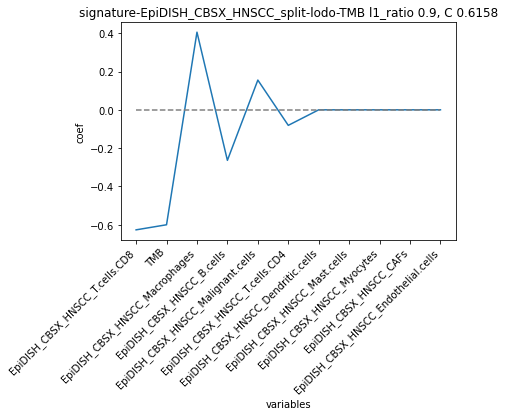 signature-EpiDISH_CBSX_HNSCC_split-lodo-TMB l1_ratio 0.9, C 0.6158
0.4
0.2
0.0
−0.2
−0.4
−0.6
coef
EpiDISH_CBSX_HNSCC_T.cells.CD8
TMB
EpiDISH_CBSX_HNSCC_Macrophages
EpiDISH_CBSX_HNSCC_B.cells
EpiDISH_CBSX_HNSCC_Malignant.cells
EpiDISH_CBSX_HNSCC_T.cells.CD4
EpiDISH_CBSX_HNSCC_Dendritic.cells
EpiDISH_CBSX_HNSCC_Mast.cells
EpiDISH_CBSX_HNSCC_Myocytes
EpiDISH_CBSX_HNSCC_CAFs
EpiDISH_CBSX_HNSCC_Endothelial.cells
variables